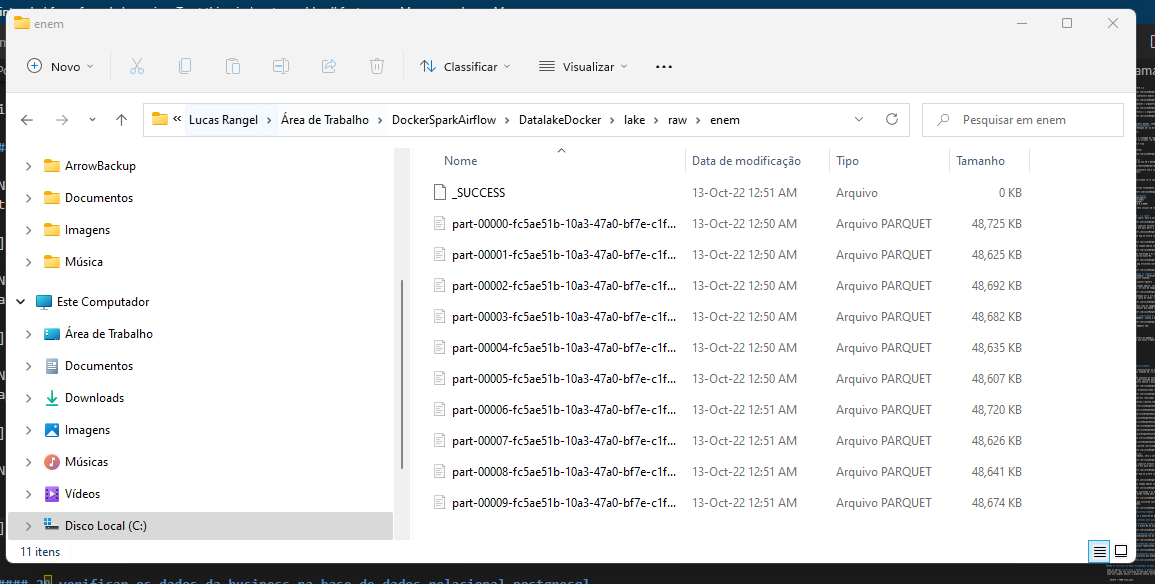 enem
Novo
Classificar
Visualizar
« Lucas Rangel > Área de Trabalho > DockerSparkAirflow > DatalakeDocker > lake > raw > enem
Pesquisar em enem
ArrowBackup
Documentos
Imagens
Música
Este Computador
Área de Trabalho
Documentos
Downloads
Imagens
Músicas
Vídeos
Disco Local (C:)
Nome Data de modificação Tipo Tamanho
_SUCCESS 13-Oct-22 12:51 AM Arquivo 0 KB
part-00000-fc5ae51b-10a3-47a0-bf7e-c1f... 13-Oct-22 12:50 AM Arquivo PARQUET 48,725 KB
part-00001-fc5ae51b-10a3-47a0-bf7e-c1f... 13-Oct-22 12:50 AM Arquivo PARQUET 48,625 KB
part-00002-fc5ae51b-10a3-47a0-bf7e-c1f... 13-Oct-22 12:50 AM Arquivo PARQUET 48,692 KB
part-00003-fc5ae51b-10a3-47a0-bf7e-c1f... 13-Oct-22 12:50 AM Arquivo PARQUET 48,682 KB
part-00004-fc5ae51b-10a3-47a0-bf7e-c1f... 13-Oct-22 12:50 AM Arquivo PARQUET 48,635 KB
part-00005-fc5ae51b-10a3-47a0-bf7e-c1f... 13-Oct-22 12:50 AM Arquivo PARQUET 48,607 KB
part-00006-fc5ae51b-10a3-47a0-bf7e-c1f... 13-Oct-22 12:51 AM Arquivo PARQUET 48,720 KB
part-00007-fc5ae51b-10a3-47a0-bf7e-c1f... 13-Oct-22 12:51 AM Arquivo PARQUET 48,626 KB
part-00008-fc5ae51b-10a3-47a0-bf7e-c1f... 13-Oct-22 12:51 AM Arquivo PARQUET 48,641 KB
part-00009-fc5ae51b-10a3-47a0-bf7e-c1f... 13-Oct-22 12:51 AM Arquivo PARQUET 48,674 KB
11 itens
verificar os dados da business na base de dados relacional postgresql